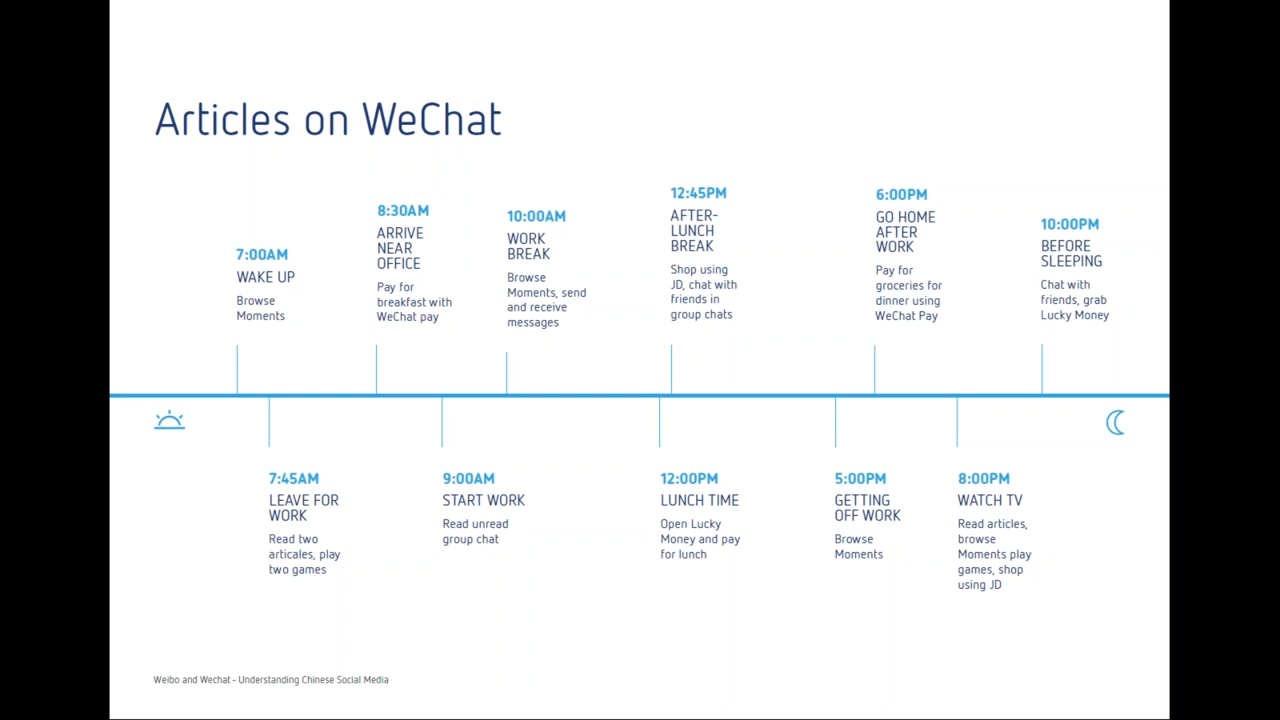 Articles on WeChat
7:00AM
WAKE UP
Browse
Moments
8:30AM
ARRIVE
NEAR
OFFICE
Pay for
breakfast with
WeChat pay
10:00AM
WORK
BREAK
Browse
Moments, send
and receive
messages
12:45PM
AFTER-
LUNCH
BREAK
Shop using
JD, chat with
friends in
group chats
6:00PM
GO HOME
AFTER
WORK
Pay for
groceries for
dinner using
WeChat Pay
10:00PM
BEFORE
SLEEPING
Chat with
friends, grab
Lucky Money
7:45AM
LEAVE FOR
WORK
Read two
articales, play
two games
9:00AM
START WORK
Read unread
group chat
12:00PM
LUNCH TIME
Open Lucky
Money and pay
for lunch
5:00PM
GETTING
OFF WORK
Browse
Moments
8:00PM
WATCH TV
Read articles,
browse
Moments play
games, shop
using JD
Weibo and Wechat - Understanding Chinese Social Media